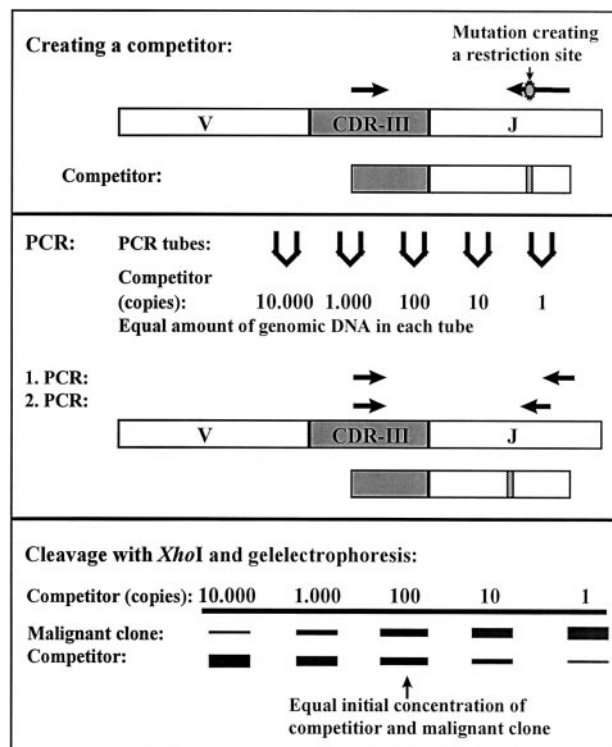 Creating a competitor:
Mutation creating
a restriction site
V CDR-III J
Competitor:
PCR:
PCR tubes:
Competitor
(copies): 10.000 1.000 100 10 1
Equal amount of genomic DNA in each tube
1. PCR:
2. PCR:
V CDR-III J
Cleavage with XhoI and gelelectrophoresis:
Competitor (copies): 10.000 1.000 100 10 1
Malignant clone:
Competitor:
Equal initial concentration of
competitior and malignant clone